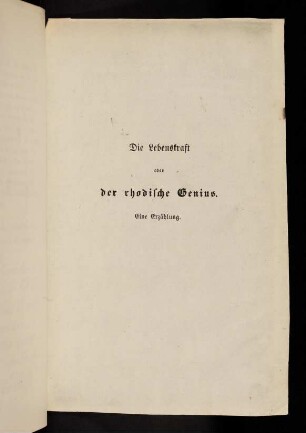 Die Lebenskraft
oder
der rhodische Genius.
Eine Erzählung.